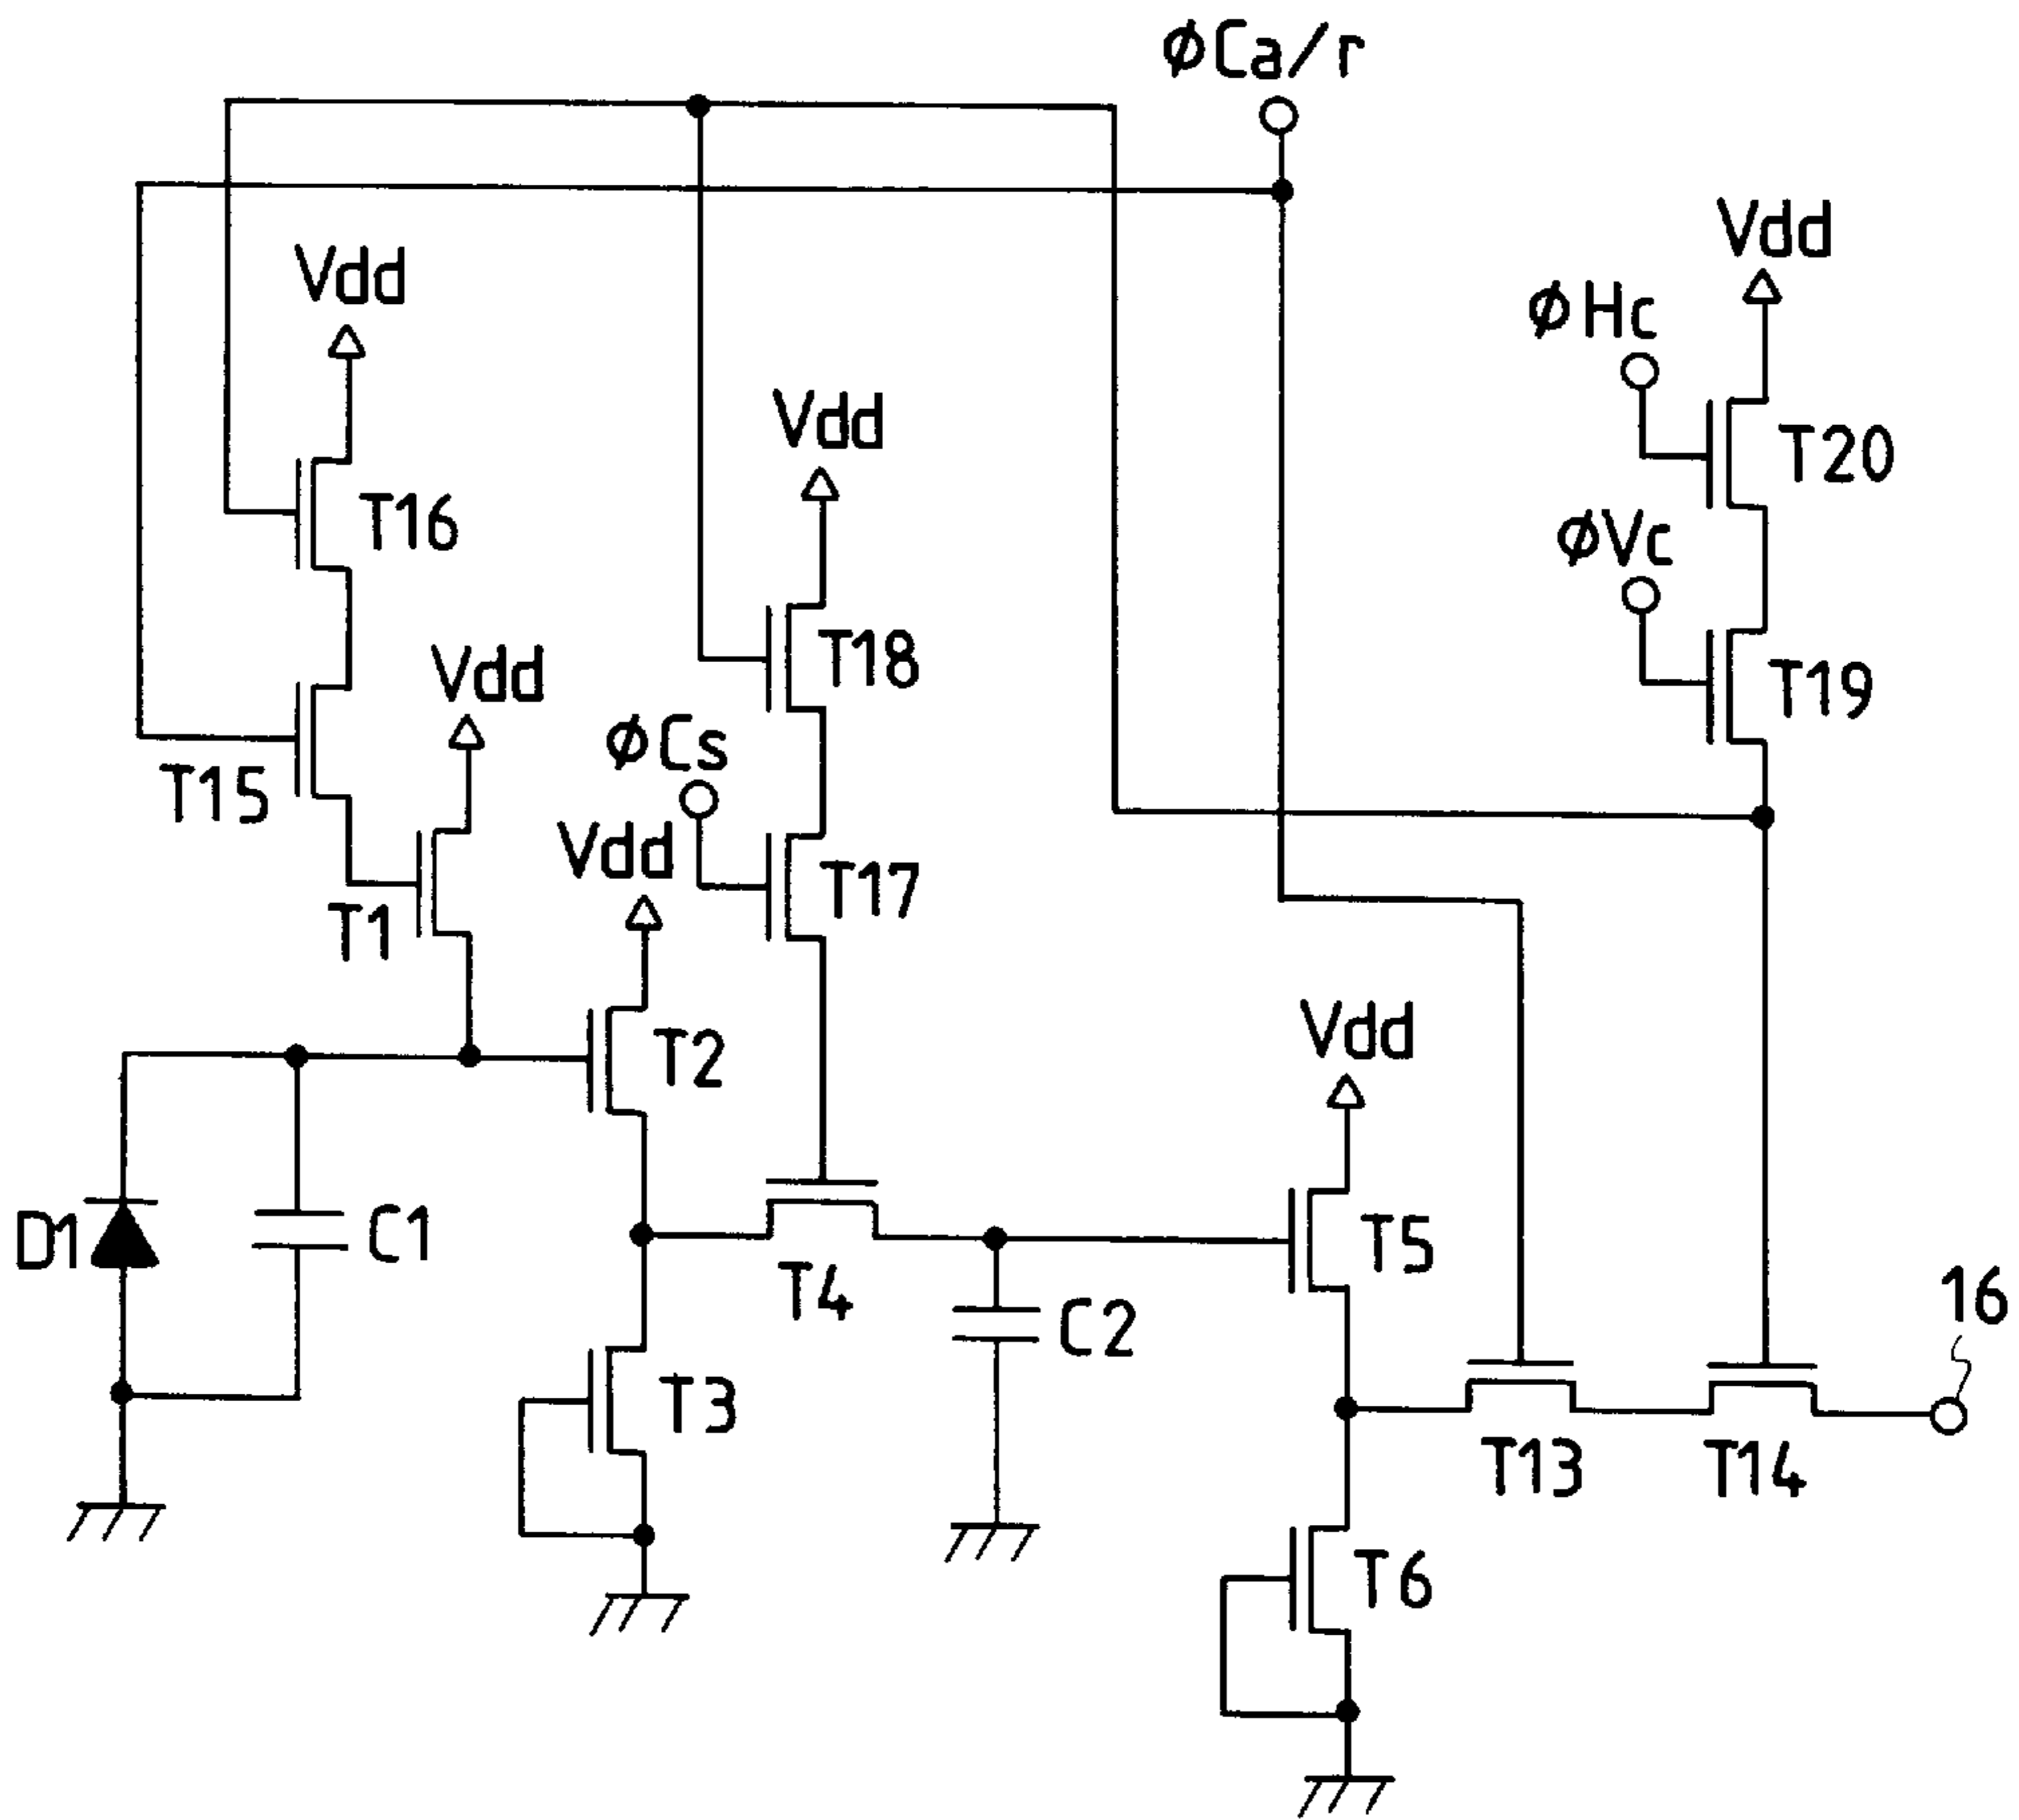 φCa/r
Vdd
Vdd
φHc
Vdd
T20
T16
φVc
T18
Vdd
T19
φCs
T15
Vdd
T17
T1
Vdd
T2
D1
C1
T5
16
T4
C2
T3
T13
T14
T6